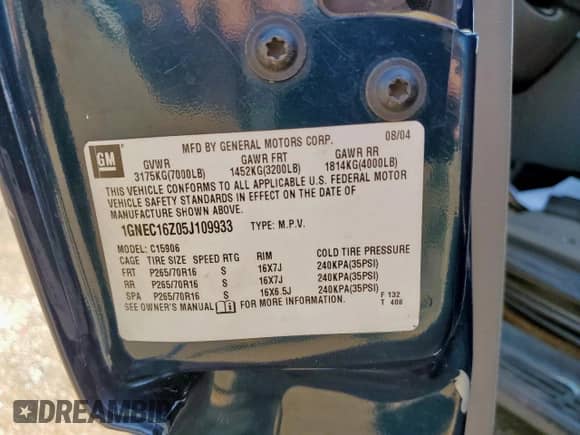 MFD BY GENERAL MOTORS CORP. 08/04
GM
GVWR GAWR FRT GAWR RR
3175KG(7000LB) 1452KG(3200LB) 1814KG(4000LB)
THIS VEHICLE CONFORMS TO ALL APPLICABLE U.S. FEDERAL MOTOR
VEHICLE SAFETY STANDARDS IN EFFECT ON THE DATE OF
MANUFACTURE SHOWN ABOVE.
1GNEC16Z05J109933 TYPE: M.P.V.
MODEL: C15906
CAGE TIRE SIZE SPEED RTG RIM COLD TIRE PRESSURE
FRT P265/70R16 S 16X7J 240KPA(35PSI)
RR P265/70R16 S 16X7J 240KPA(35PSI)
SPA P265/70R16 S 16X6.5J 240KPA(35PSI)
SEE OWNER'S MANUAL FOR MORE INFORMATION.
F 132
T 408
DREAMBID